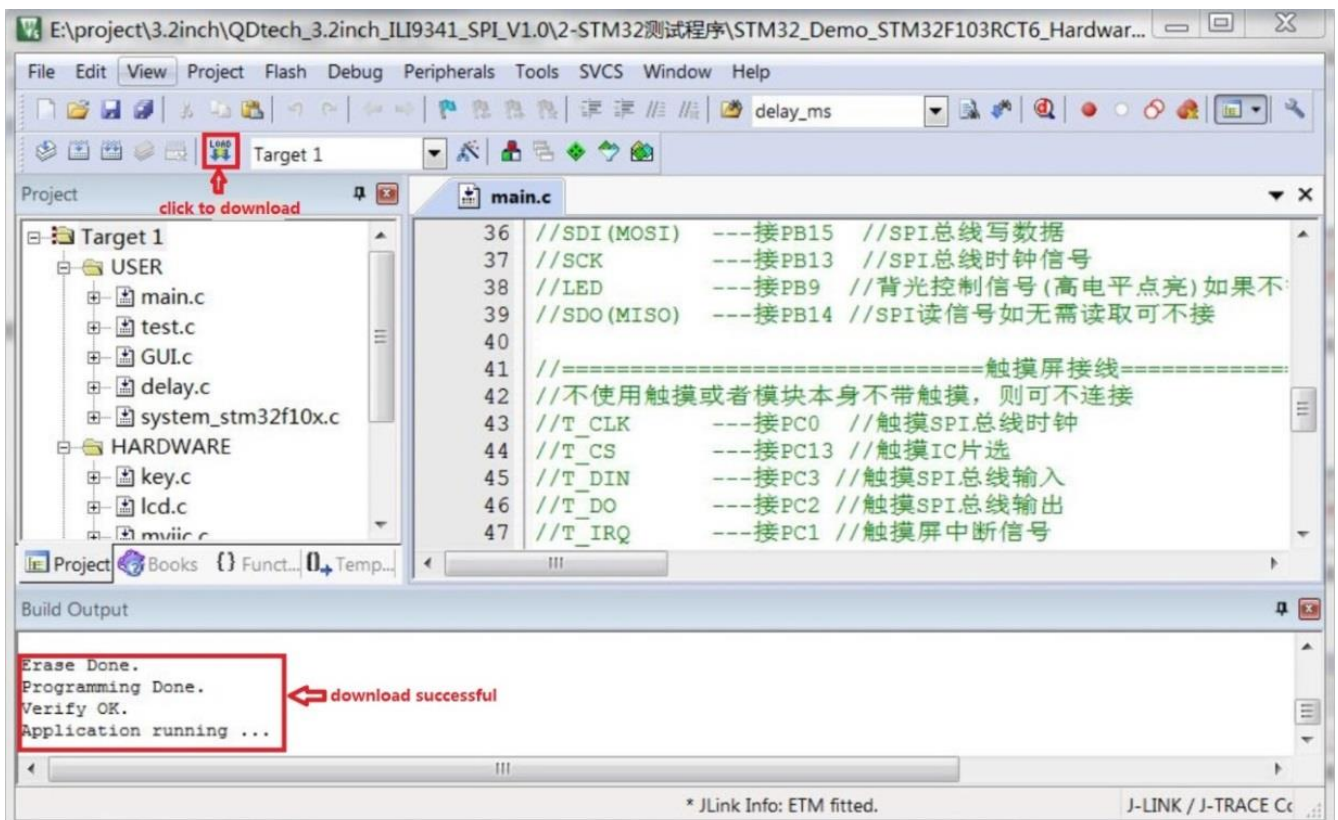 E:\project\3.2inch\QDtech_3.2inch_ILI9341_SPI_V1.0\2-STM32测试程序\STM32_Demo_STM32F103RCT6_Hardwar...
File Edit View Project Flash Debug Peripherals Tools SVCS Window Help
delay_ms
LOAD
Target 1
Project
click to download
Target 1
USER
main.c
test.c
GUI.c
delay.c
system_stm32f10x.c
HARDWARE
key.c
lcd.c
Project Books {} Funct... 0 Temp...
main.c
36 //SDI(MOSI) ---接PB15 //SPI总线写数据
37 //SCK ---接PB13 //SPI总线时钟信号
38 //LED ---接PB9 //背光控制信号(高电平点亮)如果不
39 //SDO(MISO) ---接PB14 //SPI读信号如无需读取可不接
40
41 //================================触摸屏接线=============
42 //不使用触摸或者模块本身不带触摸，则可不连接
43 //T_CLK ---接PC0 //触摸SPI总线时钟
44 //T_CS ---接PC13 //触摸IC片选
45 //T_DIN ---接PC3 //触摸SPI总线输入
46 //T_DO ---接PC2 //触摸SPI总线输出
47 //T_IRQ ---接PC1 //触摸屏中断信号
Build Output
Erase Done.
Programming Done.
Verify OK.
Application running ...
download successful
* JLink Info: ETM fitted.
J-LINK / J-TRACE